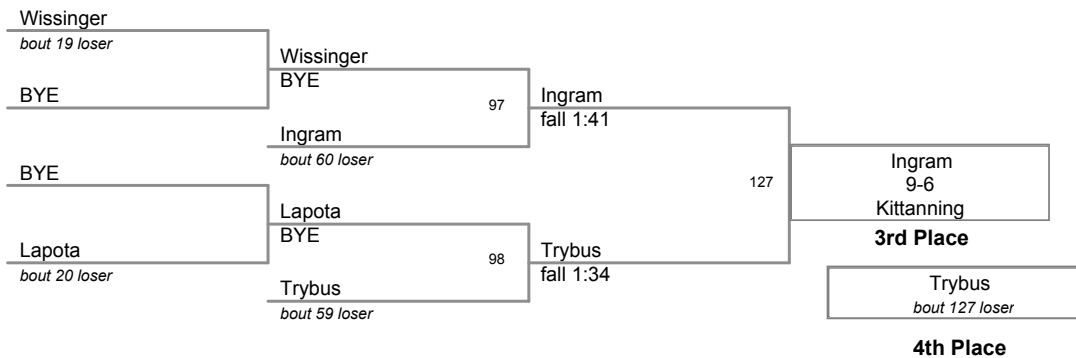 Wissinger
bout 19 loser
BYE
BYE
Lapota
bout 20 loser
Wissinger
BYE
97
Ingram
bout 60 loser
Lapota
BYE
98
Trybus
bout 59 loser
Ingram
fall 1:41
127
Trybus
fall 1:34
Ingram
9-6
Kittanning
3rd Place
Trybus
bout 127 loser
4th Place